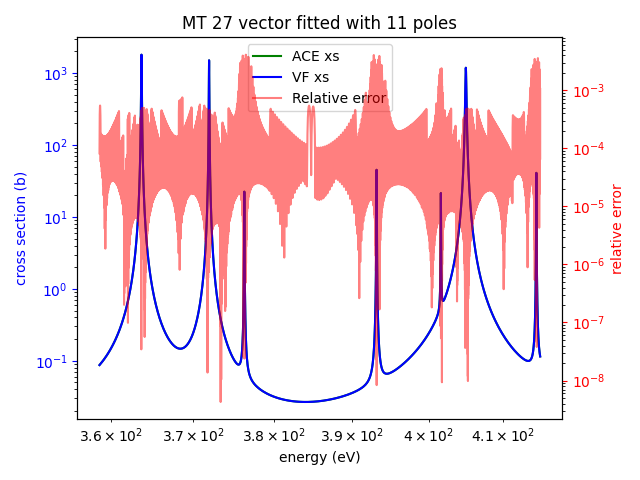 MT 27 vector fitted with 11 poles
ACE xs
VF xs
Relative error
cross section (b)
10³
10²
10¹
10⁰
10⁻¹
10⁻³
10⁻⁴
10⁻⁵
10⁻⁶
10⁻⁷
10⁻⁸
relative error
3.6 × 10² 3.7 × 10² 3.8 × 10² 3.9 × 10² 4 × 10² 4.1 × 10²
energy (eV)